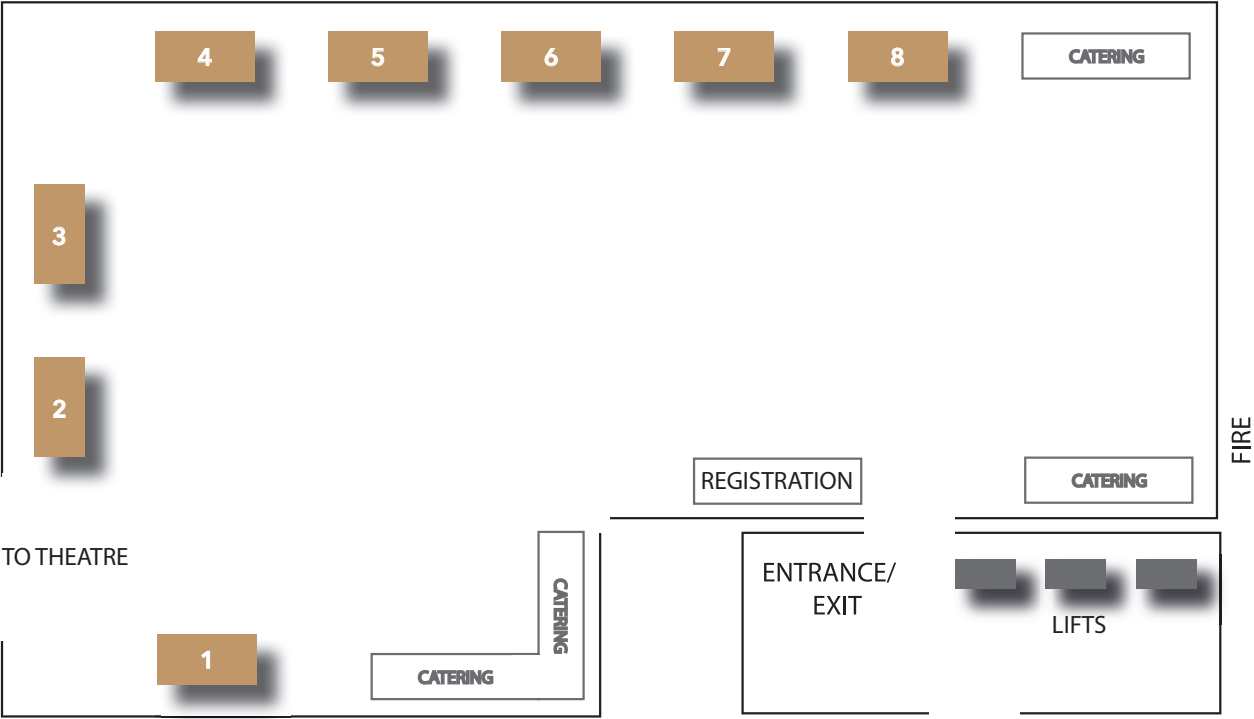 4
5
6
7
8
CATERING
3
2
FIRE
REGISTRATION
CATERING
TO THEATRE
CATERING
ENTRANCE/
EXIT
LIFTS
1
CATERING